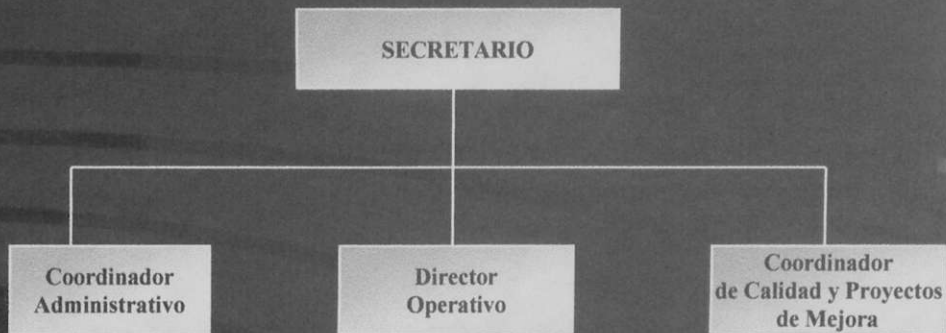 SECRETARIO
Coordinador
Administrativo
Director
Operativo
Coordinador
de Calidad y Proyectos
de Mejora